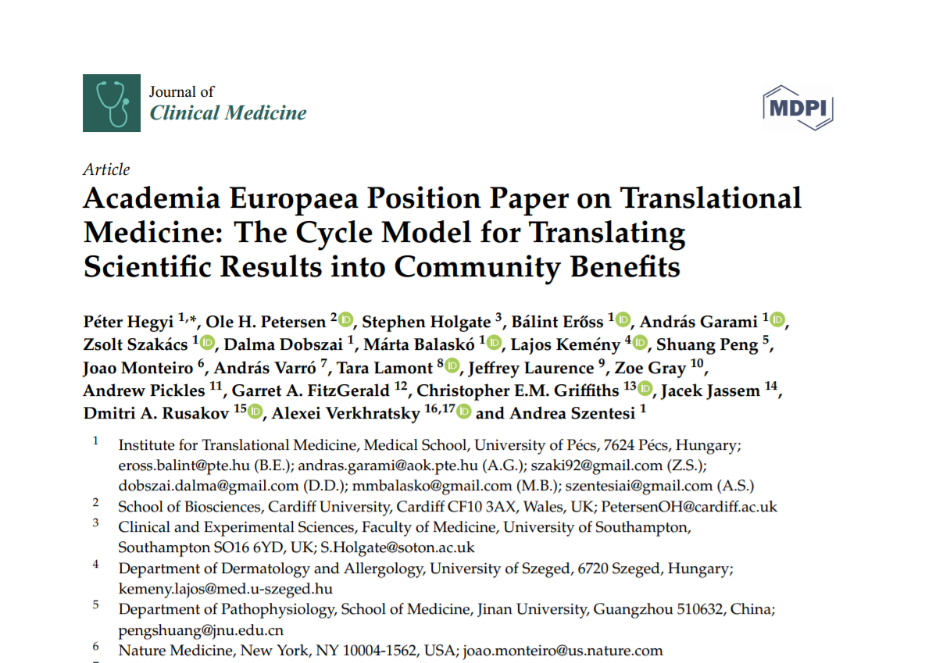 Journal of
Clinical Medicine
MDPI
Article
Academia Europaea Position Paper on Translational
Medicine: The Cycle Model for Translating
Scientific Results into Community Benefits
Péter Hegyi 1,*, Ole H. Petersen 2 iD, Stephen Holgate 3, Bálint Erőss 1 iD, András Garami 1 iD,
Zsolt Szakács 1 iD, Dalma Dobszai 1, Márta Balaskó 1 iD, Lajos Kemény 4 iD, Shuang Peng 5,
Joao Monteiro 6, András Varró 7, Tara Lamont 8 iD, Jeffrey Laurence 9, Zoe Gray 10,
Andrew Pickles 11, Garret A. FitzGerald 12, Christopher E.M. Griffiths 13 iD, Jacek Jassem 14,
Dmitri A. Rusakov 15 iD, Alexei Verkhratsky 16,17 iD and Andrea Szentesi 1
1 Institute for Translational Medicine, Medical School, University of Pécs, 7624 Pécs, Hungary;
eross.balint@pte.hu (B.E.); andras.garami@aok.pte.hu (A.G.); szaki92@gmail.com (Z.S.);
dobszai.dalma@gmail.com (D.D.); mmbalasko@gmail.com (M.B.); szentesiai@gmail.com (A.S.)
2 School of Biosciences, Cardiff University, Cardiff CF10 3AX, Wales, UK; PetersenOH@cardiff.ac.uk
3 Clinical and Experimental Sciences, Faculty of Medicine, University of Southampton,
Southampton SO16 6YD, UK; S.Holgate@soton.ac.uk
4 Department of Dermatology and Allergology, University of Szeged, 6720 Szeged, Hungary;
kemeny.lajos@med.u-szeged.hu
5 Department of Pathophysiology, School of Medicine, Jinan University, Guangzhou 510632, China;
pengshuang@jnu.edu.cn
6 Nature Medicine, New York, NY 10004-1562, USA; joao.monteiro@us.nature.com